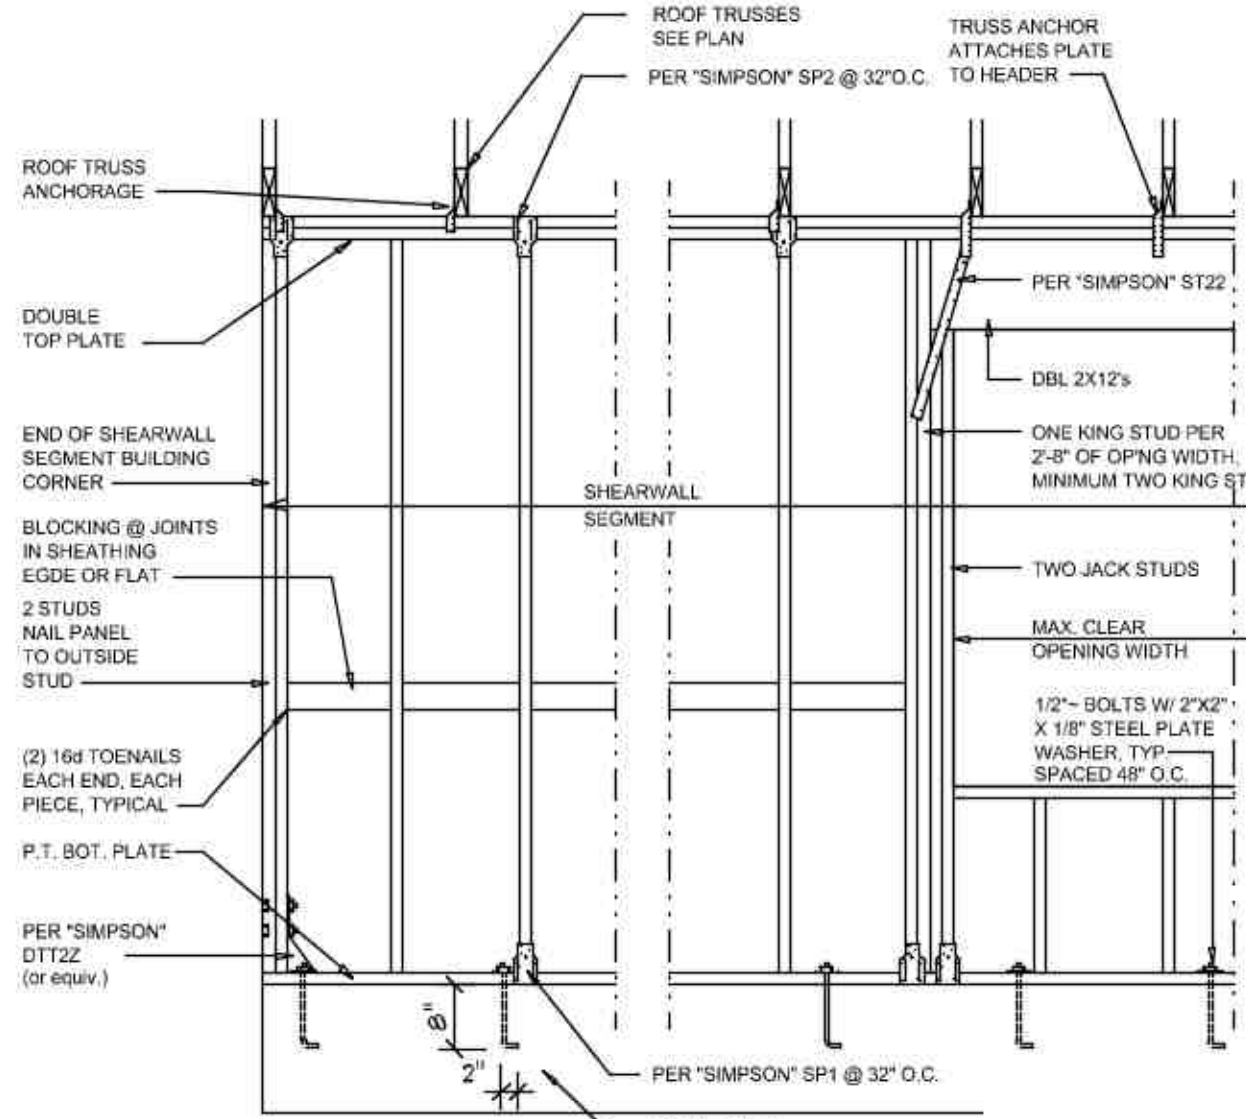 ROOF TRUSSES
SEE PLAN
PER "SIMPSON" SP2 @ 32"O.C.
TRUSS ANCHOR
ATTACHES PLATE
TO HEADER
ROOF TRUSS
ANCHORAGE
DOUBLE
TOP PLATE
END OF SHEARWALL
SEGMENT BUILDING
CORNER
BLOCKING @ JOINTS
IN SHEATHING
EGDE OR FLAT
2 STUDS
NAIL PANEL
TO OUTSIDE
STUD
(2) 16d TOENAILS
EACH END, EACH
PIECE, TYPICAL
P.T. BOT. PLATE
PER "SIMPSON"
DTT2Z
(or equiv.)
SHEARWALL
SEGMENT
PER "SIMPSON" ST22
DBL 2X12's
ONE KING STUD PER
2'-8" OF OP'NG WIDTH,
MINIMUM TWO KING ST
TWO JACK STUDS
MAX. CLEAR
OPENING WIDTH
1/2"~ BOLTS W/ 2"X2"
X 1/8" STEEL PLATE
WASHER, TYP
SPACED 48" O.C.
8"
2"
PER "SIMPSON" SP1 @ 32" O.C.